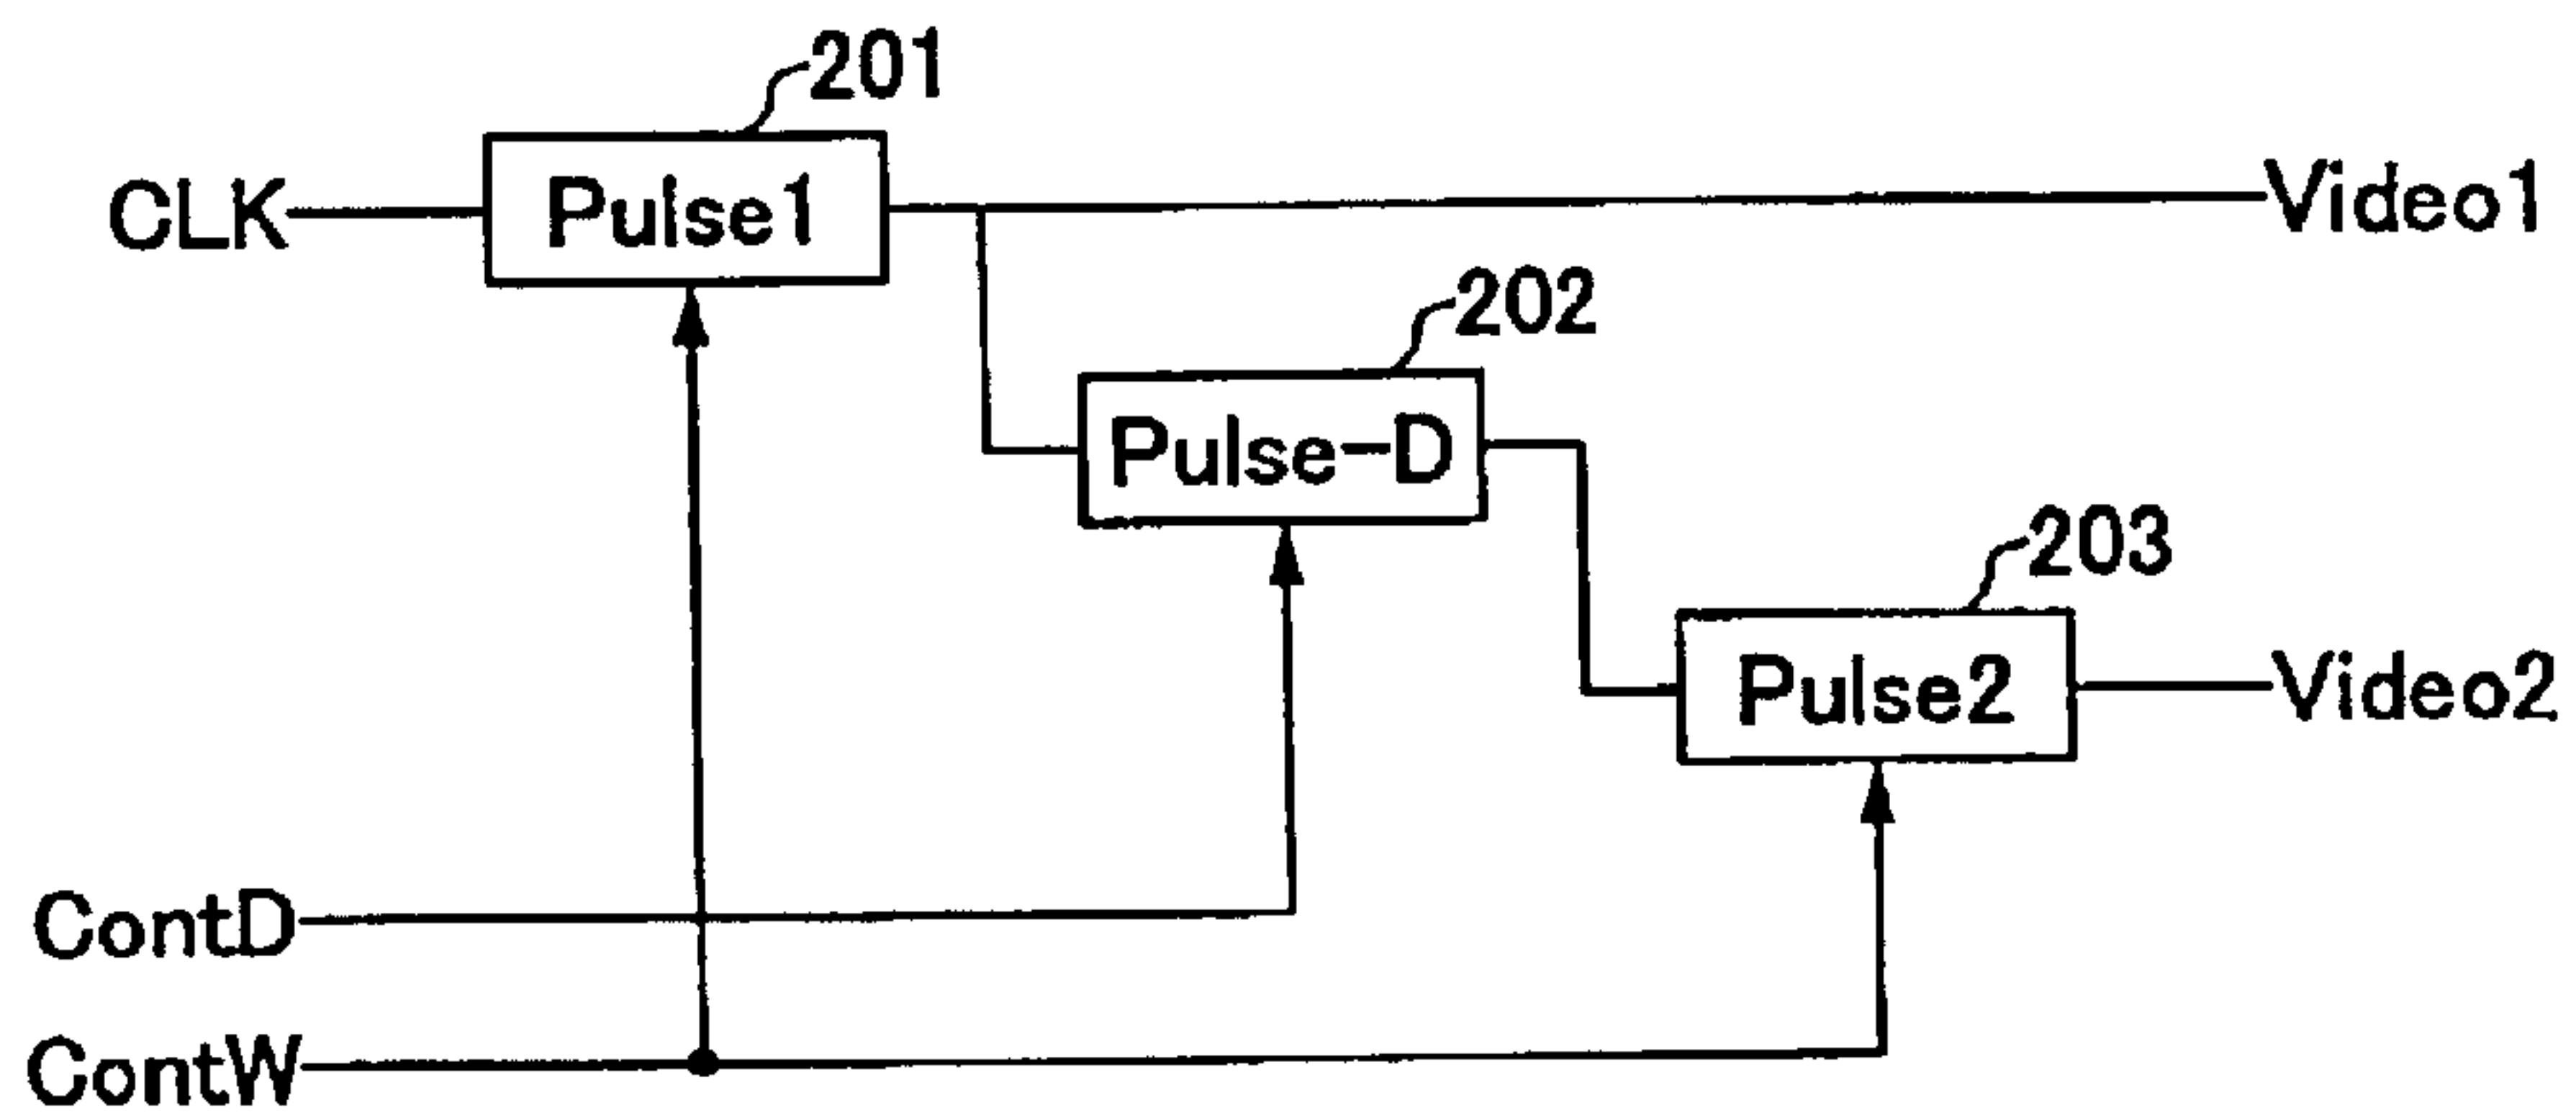 201
CLK
Pulse1
Video1
202
Pulse-D
203
Pulse2
Video2
ContD
ContW